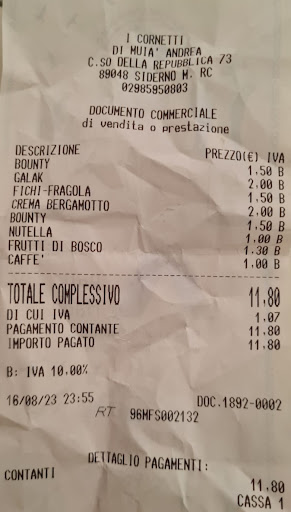 I CORNETTI
DI MUIA' ANDREA
C.SO DELLA REPUBBLICA 73
89048 SIDERNO M. RC
02985950803
DOCUMENTO COMMERCIALE
di vendita o prestazione
DESCRIZIONE PREZZO(€) IVA
BOUNTY 1,50 B
GALAK 2,00 B
FICHI-FRAGOLA 1,50 B
CREMA BERGAMOTTO 2,00 B
BOUNTY 1,50 B
NUTELLA 1,00 B
FRUTTI DI BOSCO 1,30 B
CAFFE' 1,00 B
TOTALE COMPLESSIVO 11,80
DI CUI IVA 1,07
PAGAMENTO CONTANTE 11,80
IMPORTO PAGATO 11,80
B: IVA 10,00%
16/08/23 23:55 DOC.1892-0002
RT 96MFS002132
DETTAGLIO PAGAMENTI:
CONTANTI 11,80
CASSA 1